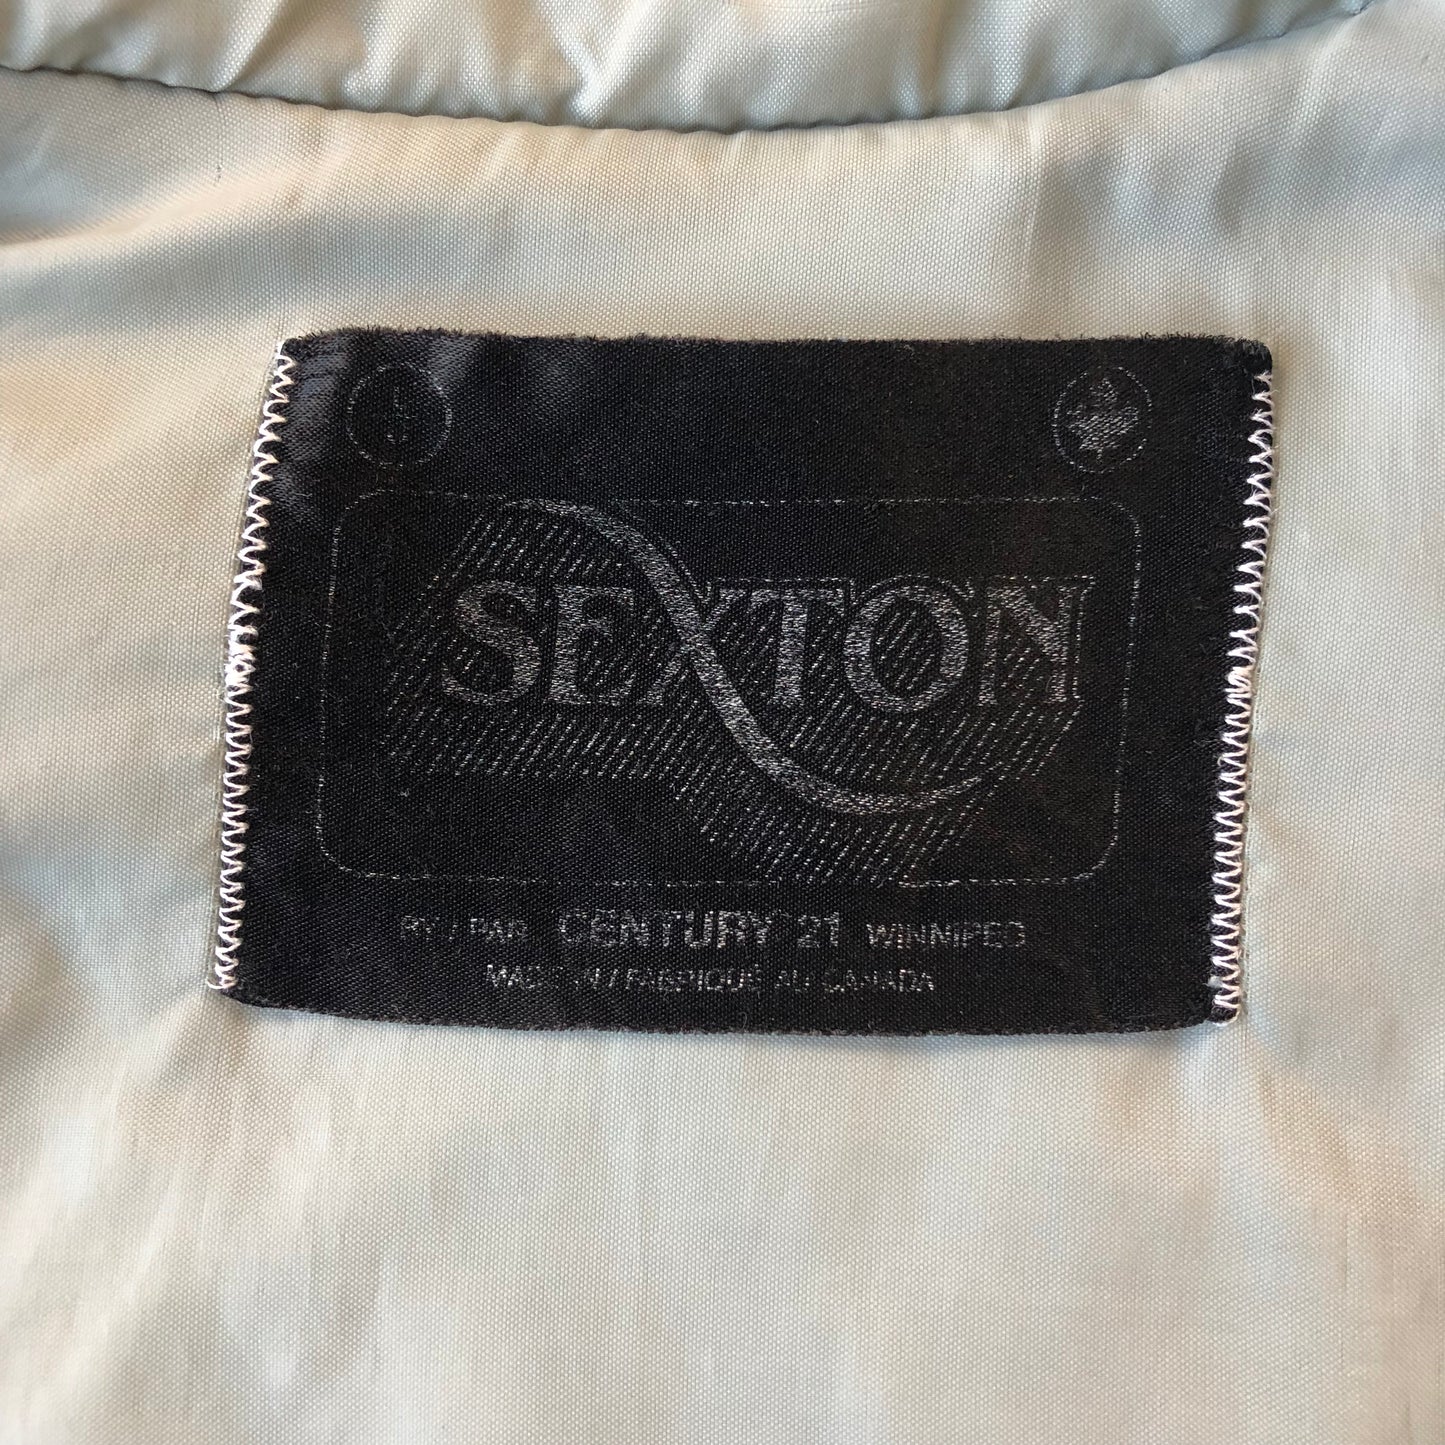 SEXTON
BY / PAR CENTURY 21 WINNIPEG
MADE IN / FABRIQUÉ AU CANADA